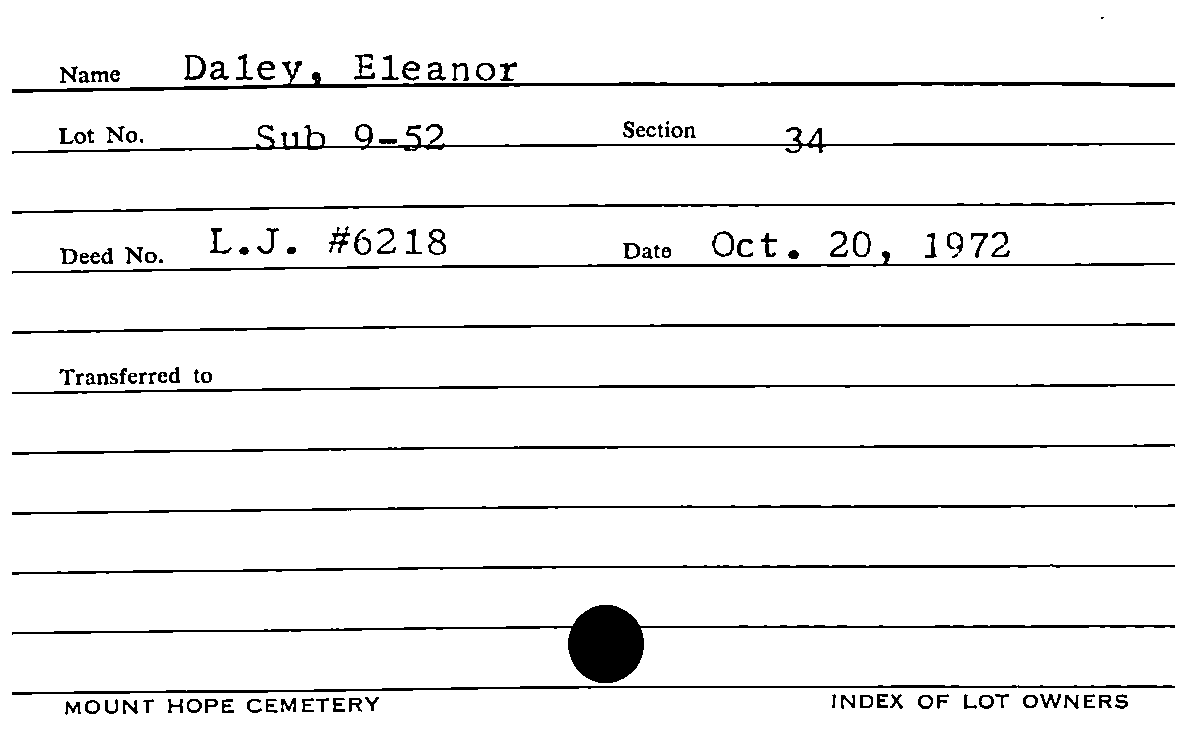 Name Daley, Eleanor
Lot No. Sub 9-52 Section 34
Deed No. L.J. #6218 Date Oct. 20, 1972
Transferred to
MOUNT HOPE CEMETERY INDEX OF LOT OWNERS